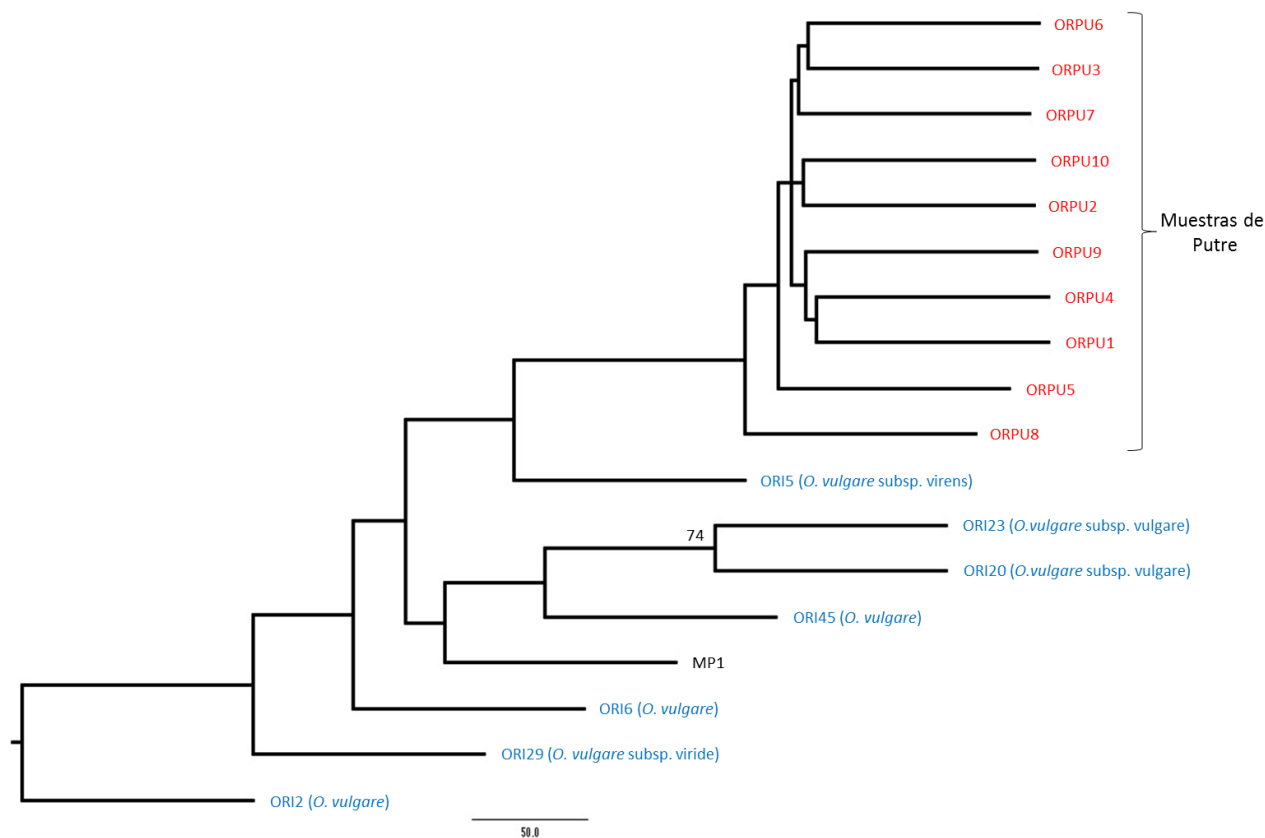 ORPU6
ORPU3
ORPU7
ORPU10
ORPU2
ORPU9
ORPU4
ORPU1
ORPU5
ORPU8
Muestras de
Putre
ORI5 (O. vulgare subsp. virens)
74
ORI23 (O.vulgare subsp. vulgare)
ORI20 (O.vulgare subsp. vulgare)
ORI45 (O. vulgare)
MP1
ORI6 (O. vulgare)
ORI29 (O. vulgare subsp. viride)
ORI2 (O. vulgare)
50.0